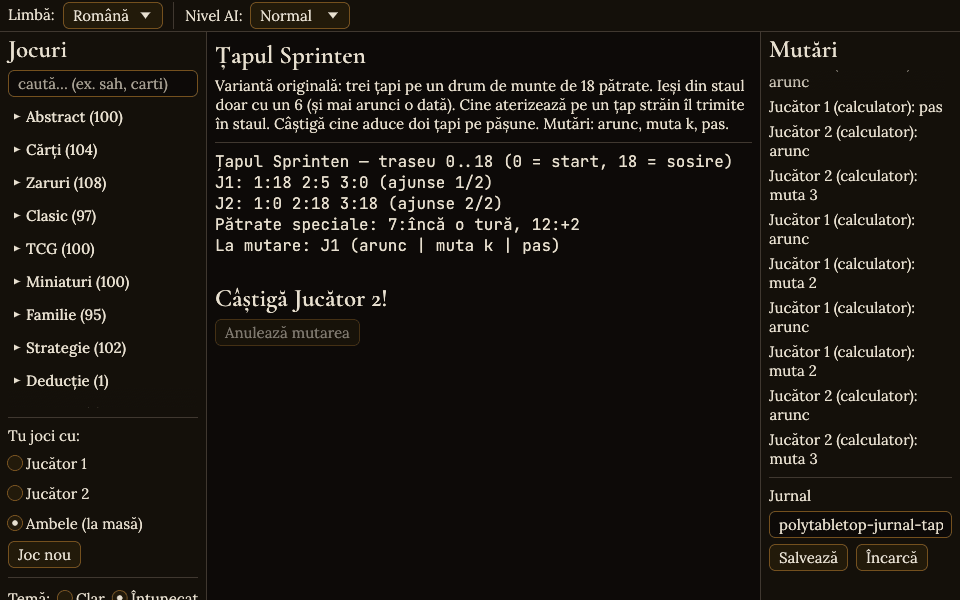 Limbă: Română Nivel AI: Normal
Jocuri
caută... (ex. sah, carti)
Abstract (100)
Cărți (104)
Zaruri (108)
Clasic (97)
TCG (100)
Miniaturi (100)
Familie (95)
Strategie (102)
Deducție (1)
Tu joci cu:
Jucător 1
Jucător 2
Ambele (la masă)
Joc nou
Temă: Clar Întunecat
Țapul Sprinten
Variantă originală: trei țapi pe un drum de munte de 18 pătrate. Ieși din staul
doar cu un 6 (și mai arunci o dată). Cine aterizează pe un țap străin îl trimite
în staul. Câștigă cine aduce doi țapi pe pășune. Mutări: arunc, muta k, pas.
Țapul Sprinten — traseu 0..18 (0 = start, 18 = sosire)
J1: 1:18 2:5 3:0 (ajunse 1/2)
J2: 1:0 2:18 3:18 (ajunse 2/2)
Pătrate speciale: 7:încă o tură, 12:+2
La mutare: J1 (arunc | muta k | pas)
Câștigă Jucător 2!
Anulează mutarea
Mutări
arunc
Jucător 1 (calculator): pas
Jucător 2 (calculator):
arunc
Jucător 2 (calculator):
muta 3
Jucător 1 (calculator):
arunc
Jucător 1 (calculator):
muta 2
Jucător 1 (calculator):
arunc
Jucător 1 (calculator):
muta 2
Jucător 2 (calculator):
arunc
Jucător 2 (calculator):
muta 3
Jurnal
polytabletop-jurnal-tap
Salvează Încarcă